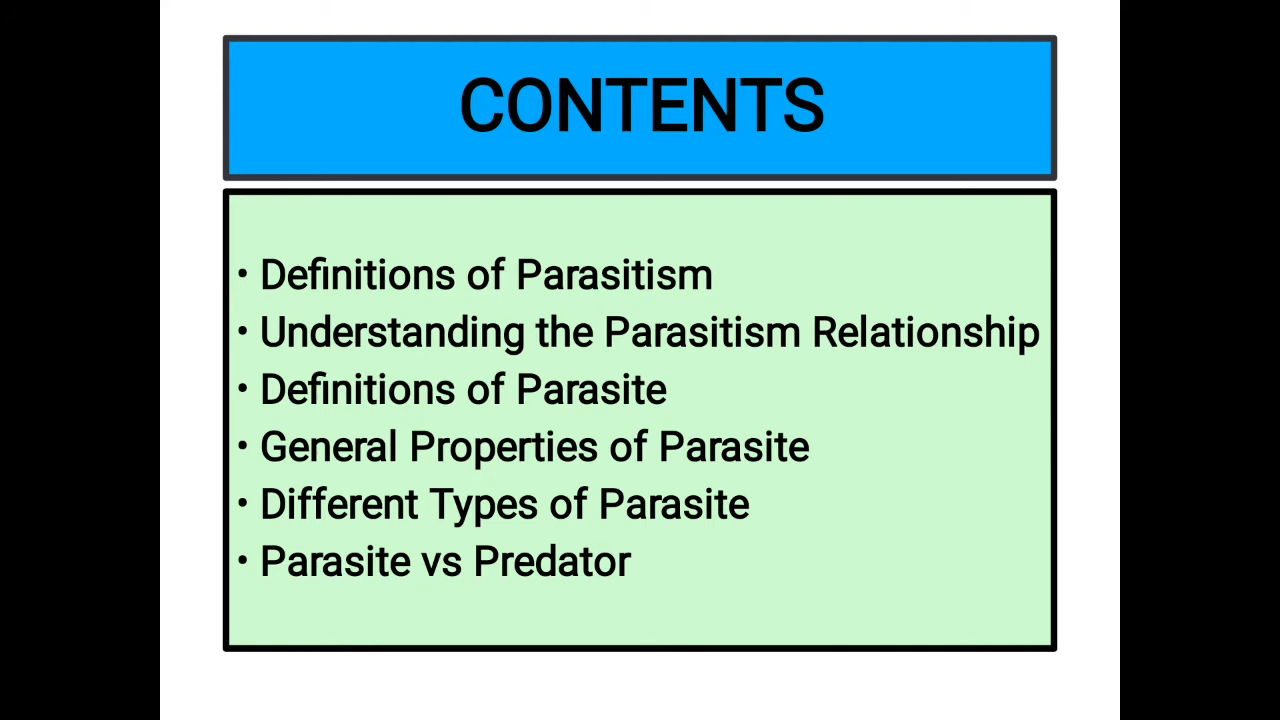 CONTENTS
• Definitions of Parasitism
• Understanding the Parasitism Relationship
• Definitions of Parasite
• General Properties of Parasite
• Different Types of Parasite
• Parasite vs Predator